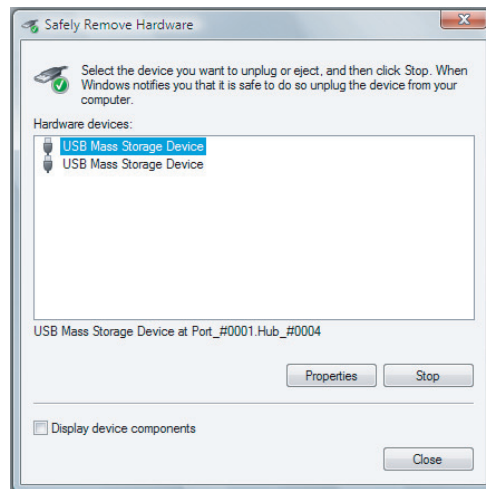 Safely Remove Hardware
Select the device you want to unplug or eject, and then click Stop. When
Windows notifies you that it is safe to do so unplug the device from your
computer.
Hardware devices:
USB Mass Storage Device
USB Mass Storage Device
USB Mass Storage Device at Port_#0001.Hub_#0004
Properties Stop
Display device components
Close